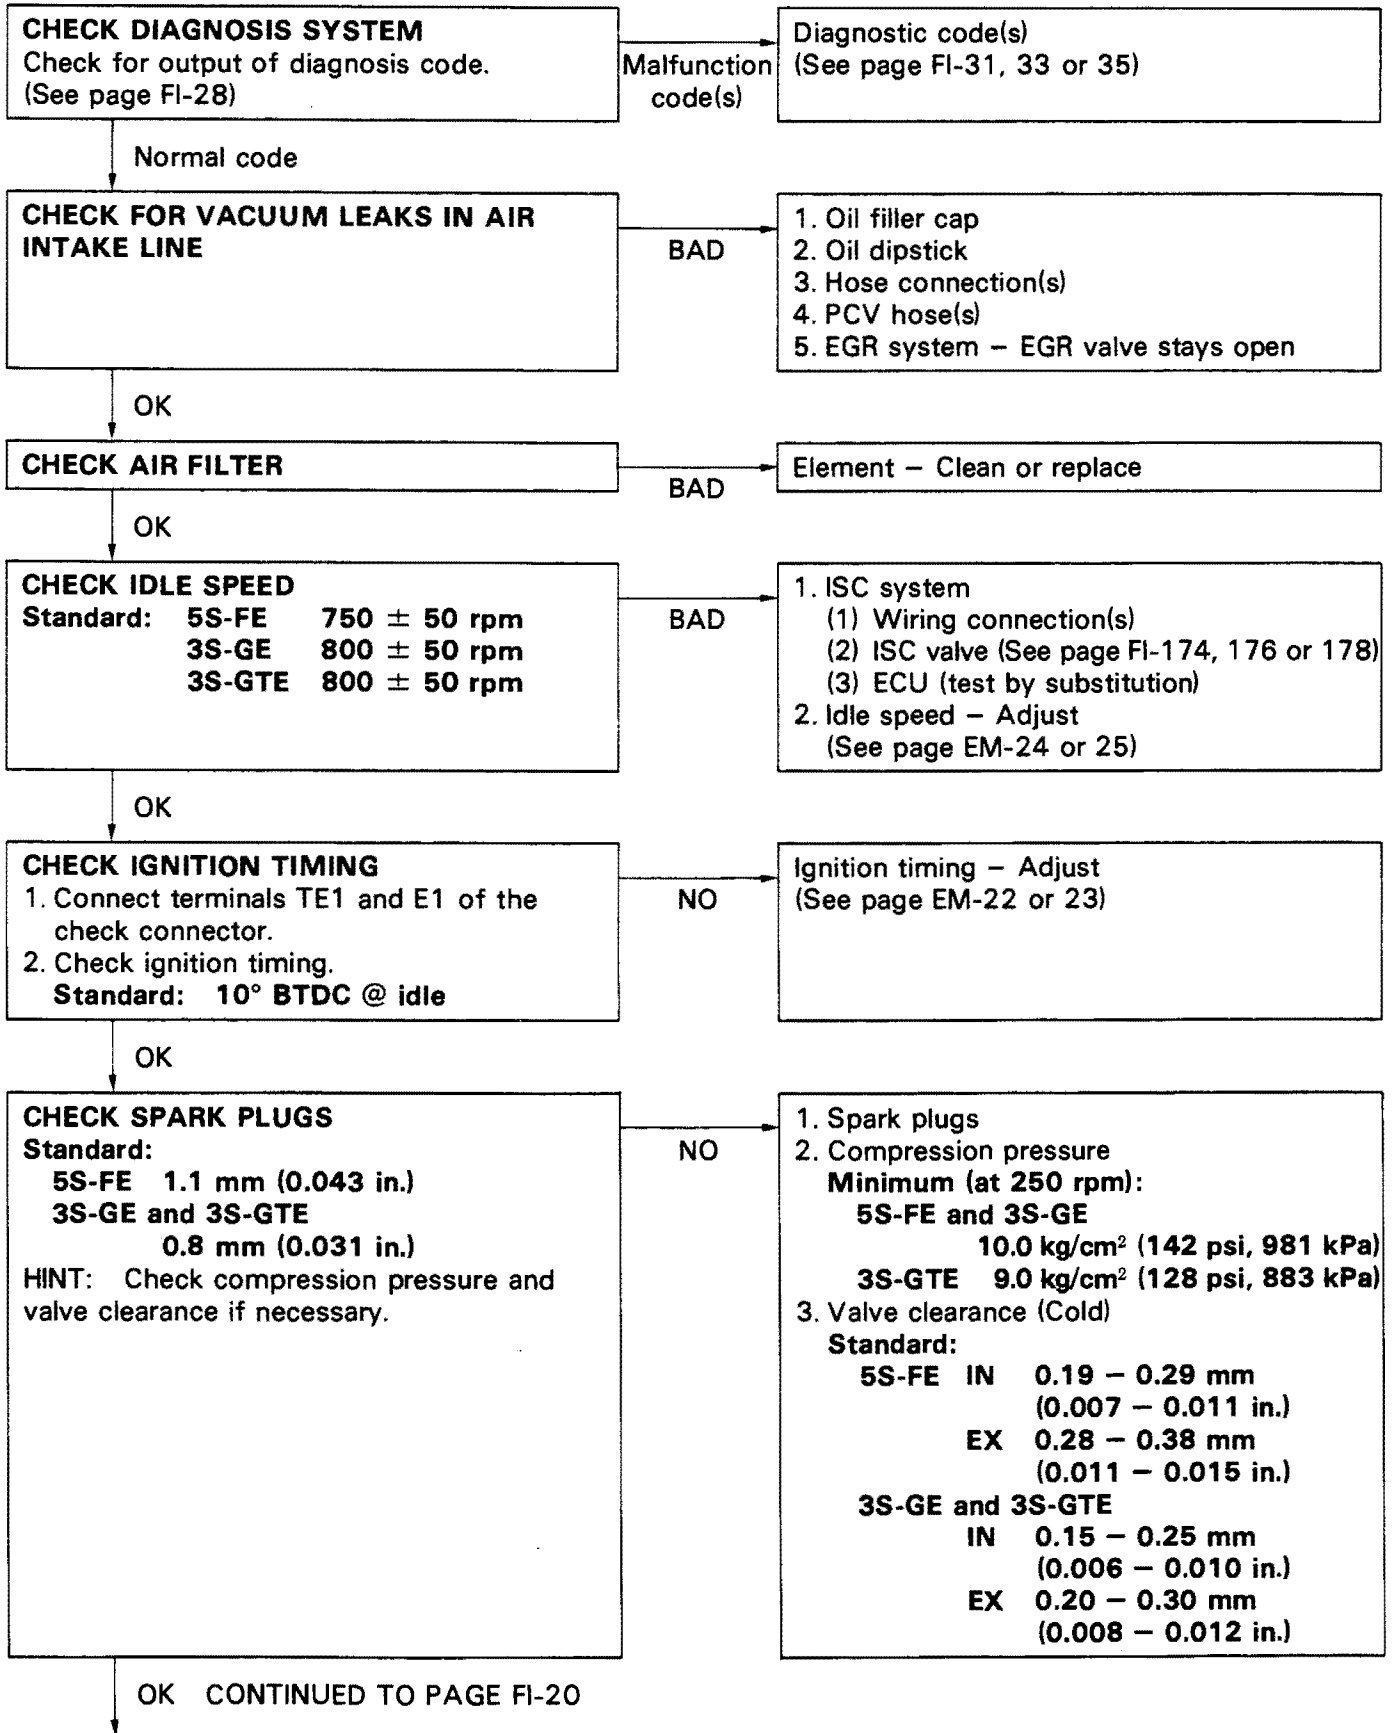 CHECK DIAGNOSIS SYSTEM
Check for output of diagnosis code.
(See page FI-28)
Malfunction
code(s)
Diagnostic code(s)
(See page FI-31, 33 or 35)
Normal code
CHECK FOR VACUUM LEAKS IN AIR
INTAKE LINE
BAD
1. Oil filler cap
2. Oil dipstick
3. Hose connection(s)
4. PCV hose(s)
5. EGR system – EGR valve stays open
OK
CHECK AIR FILTER
BAD
Element – Clean or replace
OK
CHECK IDLE SPEED
Standard: 5S-FE 750 ± 50 rpm
3S-GE 800 ± 50 rpm
3S-GTE 800 ± 50 rpm
BAD
1. ISC system
(1) Wiring connection(s)
(2) ISC valve (See page FI-174, 176 or 178)
(3) ECU (test by substitution)
2. Idle speed – Adjust
(See page EM-24 or 25)
OK
CHECK IGNITION TIMING
1. Connect terminals TE1 and E1 of the
check connector.
2. Check ignition timing.
Standard: 10° BTDC @ idle
NO
Ignition timing – Adjust
(See page EM-22 or 23)
OK
CHECK SPARK PLUGS
Standard:
5S-FE 1.1 mm (0.043 in.)
3S-GE and 3S-GTE
0.8 mm (0.031 in.)
HINT: Check compression pressure and
valve clearance if necessary.
NO
1. Spark plugs
2. Compression pressure
Minimum (at 250 rpm):
5S-FE and 3S-GE
10.0 kg/cm² (142 psi, 981 kPa)
3S-GTE 9.0 kg/cm² (128 psi, 883 kPa)
3. Valve clearance (Cold)
Standard:
5S-FE IN 0.19 – 0.29 mm
(0.007 – 0.011 in.)
EX 0.28 – 0.38 mm
(0.011 – 0.015 in.)
3S-GE and 3S-GTE
IN 0.15 – 0.25 mm
(0.006 – 0.010 in.)
EX 0.20 – 0.30 mm
(0.008 – 0.012 in.)
OK CONTINUED TO PAGE FI-20